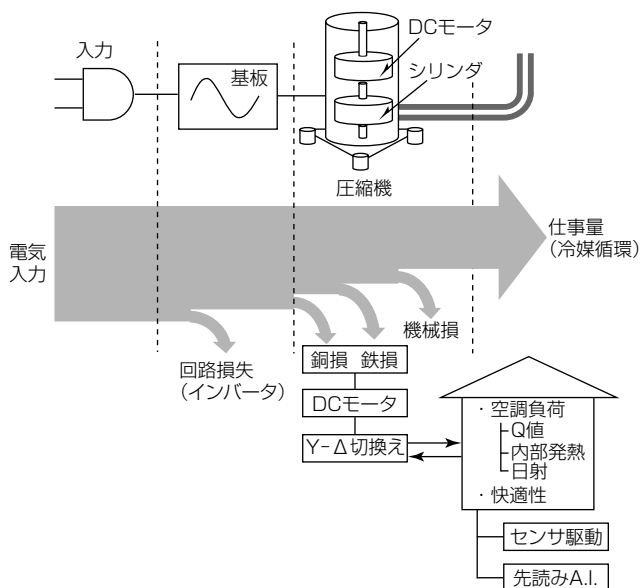 入力
基板
DCモータ
シリンダ
圧縮機
電気
入力
仕事量
（冷媒循環）
回路損失
（インバータ）
機械損
銅損 鉄損
DCモータ
Y-Δ切換え
・空調負荷
Q値
内部発熱
日射
・快適性
センサ駆動
先読みA.I.